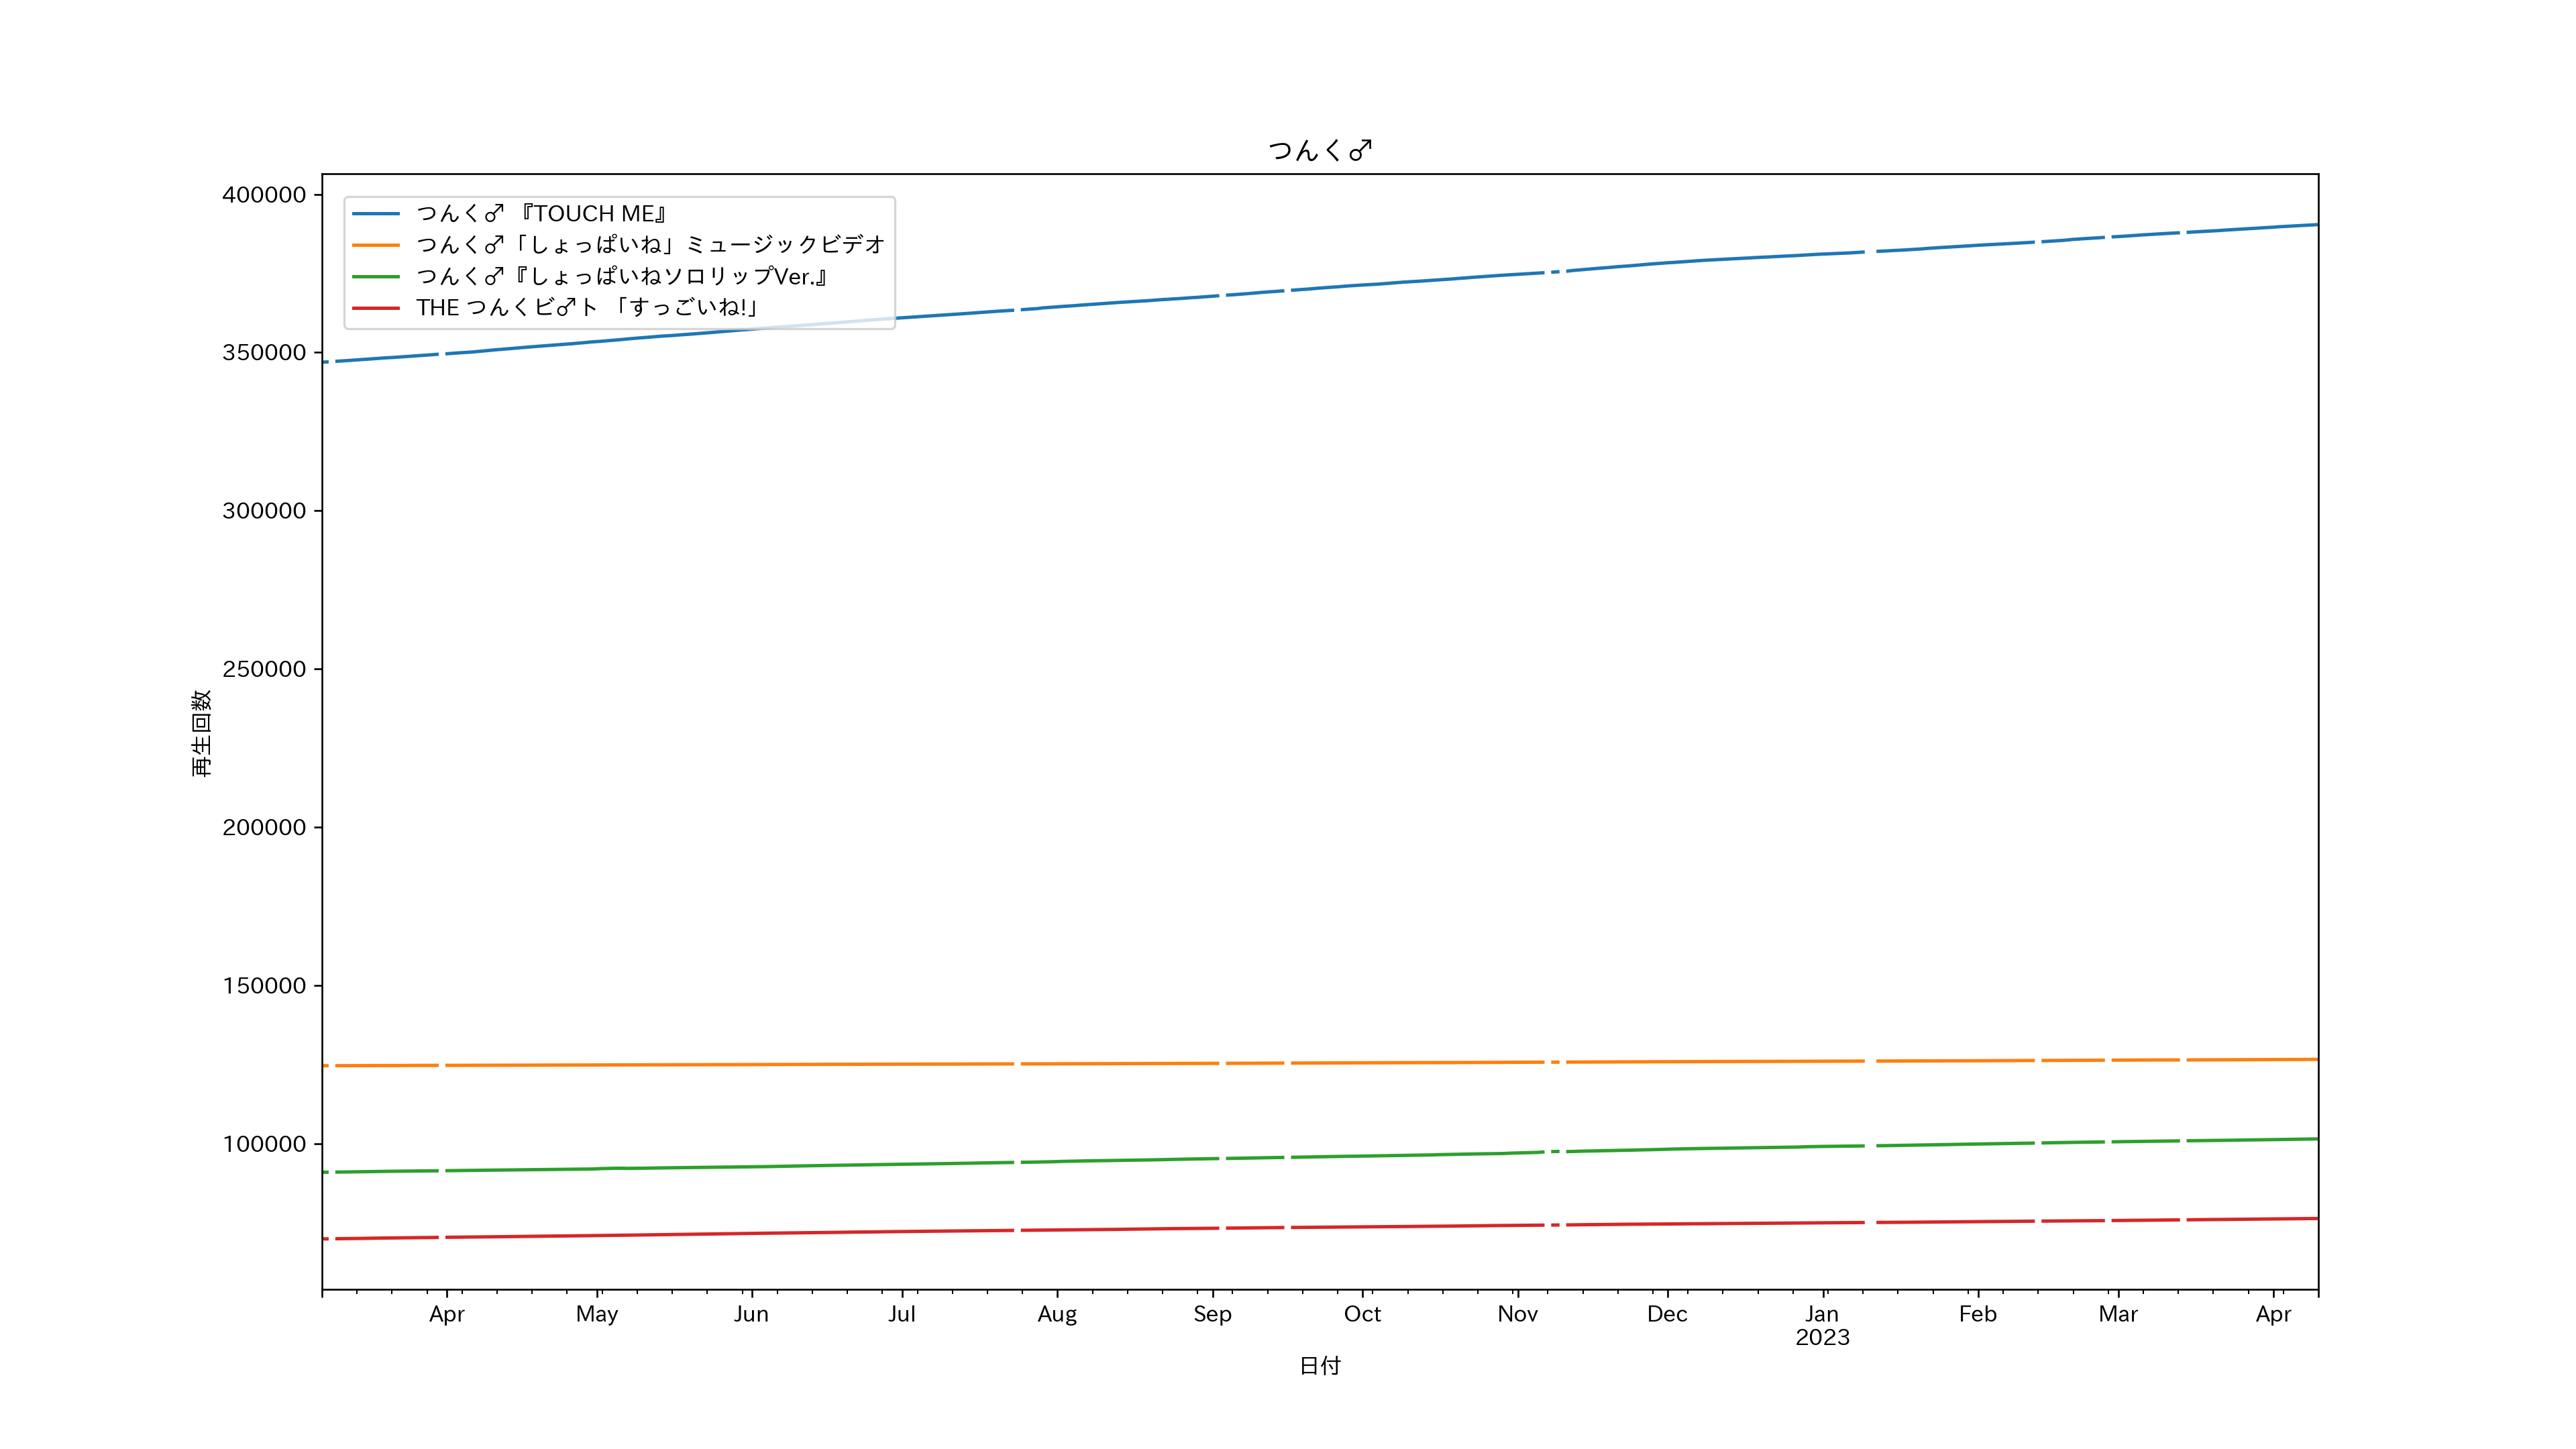 つんく♂
400000
350000
300000
250000
200000
150000
100000
再生回数
つんく♂ 『TOUCH ME』
つんく♂「しょっぱいね」ミュージックビデオ
つんく♂『しょっぱいねソロリップVer.』
THE つんくビ♂ト 「すっごいね!」
Apr May Jun Jul Aug Sep Oct Nov Dec Jan Feb Mar Apr
2023
日付